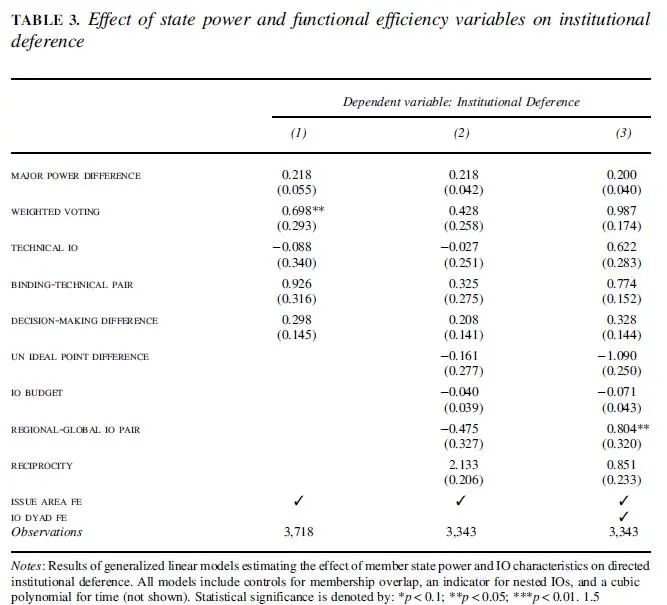 TABLE 3. Effect of state power and functional efficiency variables on institutional
deference
Dependent variable: Institutional Deference
(1) (2) (3)
MAJOR POWER DIFFERENCE 0.218 0.218 0.200
(0.055) (0.042) (0.040)
WEIGHTED VOTING 0.698** 0.428 0.987
(0.293) (0.258) (0.174)
TECHNICAL IO −0.088 −0.027 0.622
(0.340) (0.251) (0.283)
BINDING-TECHNICAL PAIR 0.926 0.325 0.774
(0.316) (0.275) (0.152)
DECISION-MAKING DIFFERENCE 0.298 0.208 0.328
(0.145) (0.141) (0.144)
UN IDEAL POINT DIFFERENCE −0.161 −1.090
(0.277) (0.250)
IO BUDGET −0.040 −0.071
(0.039) (0.043)
REGIONAL-GLOBAL IO PAIR −0.475 0.804**
(0.327) (0.320)
RECIPROCITY 2.133 0.851
(0.206) (0.233)
ISSUE AREA FE ✓ ✓ ✓
IO DYAD FE ✓
Observations 3,718 3,343 3,343
Notes: Results of generalized linear models estimating the effect of member state power and IO characteristics on directed
institutional deference. All models include controls for membership overlap, an indicator for nested IOs, and a cubic
polynomial for time (not shown). Statistical significance is denoted by: *p < 0.1; **p < 0.05; ***p < 0.01. 1.5